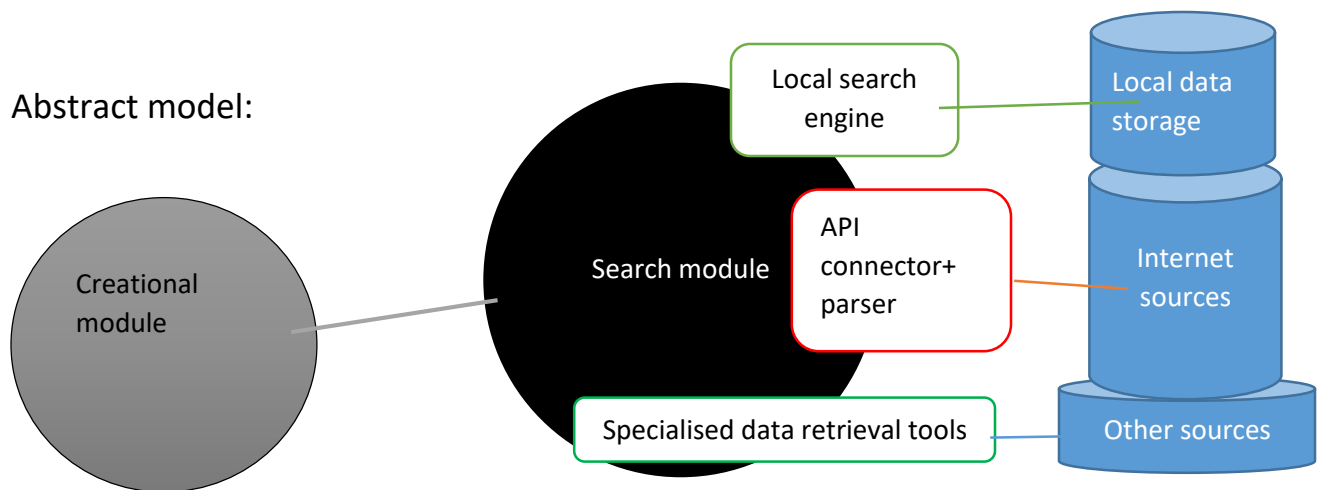 Abstract model:
Creational
module
Search module
Local search
engine
API
connector+
parser
Specialised data retrieval tools
Local data
storage
Internet
sources
Other sources